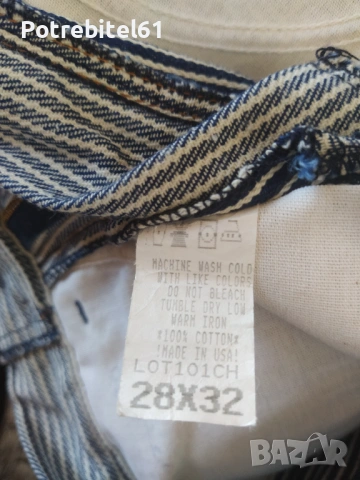 Potrebitel61
MACHINE WASH COLD
WITH LIKE COLORS
DO NOT BLEACH
TUMBLE DRY LOW
WARM IRON
*100% COTTON*
!MADE IN USA!
LOT101CH
28X32
BAZAR
bg